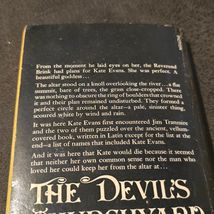 From the moment he laid eyes on her, the Reverend
Brink had plans for Kate Evans. She was perfect. A
beautiful goddess...
The altar stood on a knoll overlooking the river...a flat
summit, bare of trees, the grass close-cropped. There
was no obscuring the ring of boulders that crowned
it and their plan remained undisturbed. They formed a
perfect circle around the altar—a pale, sinister thing,
scoured white by wind and rain.
It was here Kate Evans first encountered Jim Tranmire
and the two of them puzzled over the ancient, vellum-
covered book, written in Latin except for the list at the
end—a list of names that included Kate Evans.
And it was here that Kate would die because it seemed
that neither her own common sense nor the man who
loved her could keep her from the altar at...
THE DEVIL'S